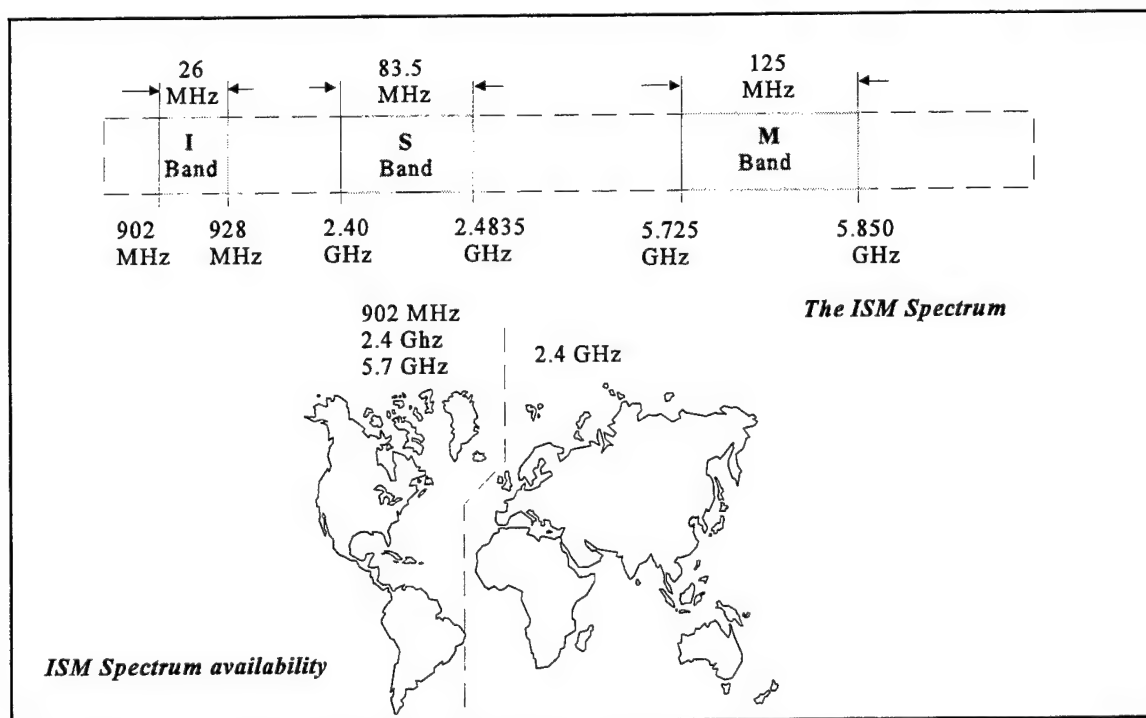 26
MHz
83.5
MHz
125
MHz
I
Band
S
Band
M
Band
902
MHz
928
MHz
2.40
GHz
2.4835
GHz
5.725
GHz
5.850
GHz
The ISM Spectrum
902 MHz
2.4 Ghz
5.7 GHz
2.4 GHz
ISM Spectrum availability